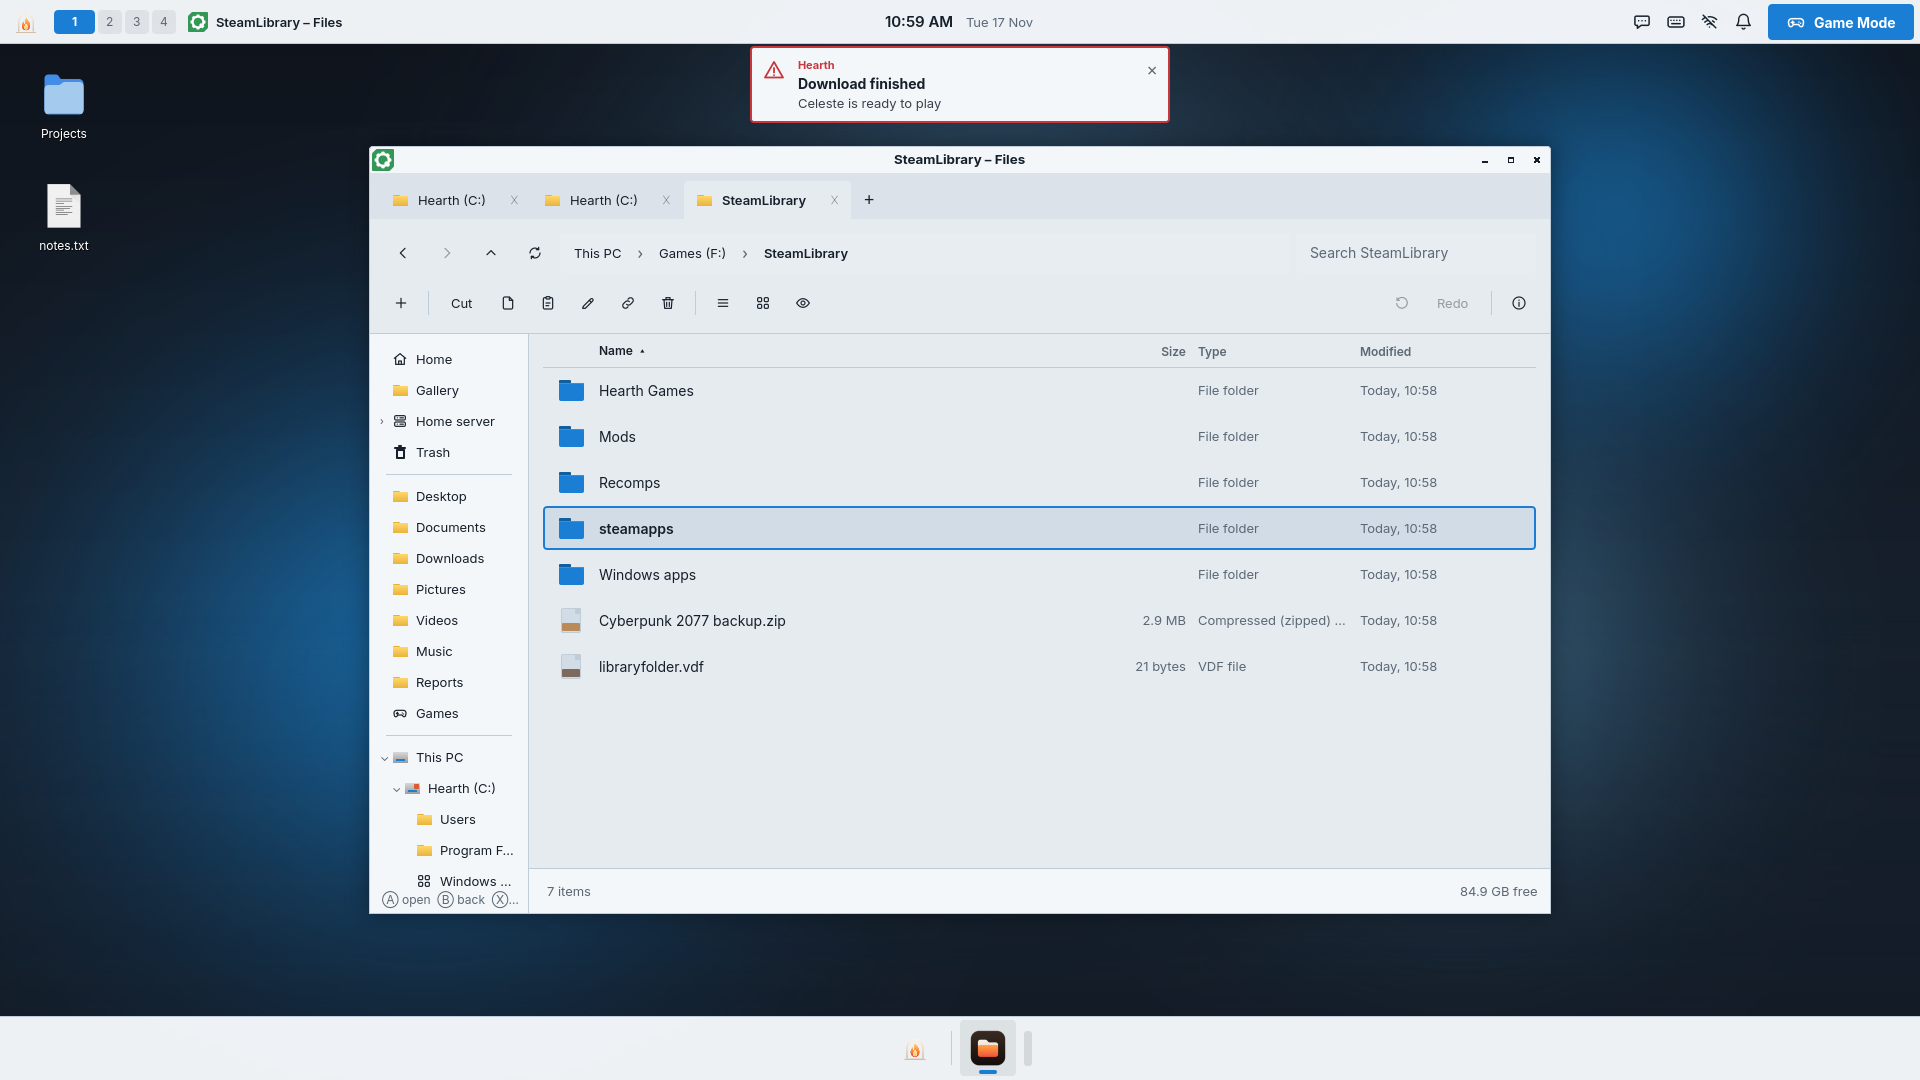 1 2 3 4 SteamLibrary – Files 10:59 AM Tue 17 Nov Game Mode
Hearth
Download finished
Celeste is ready to play
Projects
notes.txt
SteamLibrary – Files
Hearth (C:) Hearth (C:) SteamLibrary
This PC › Games (F:) › SteamLibrary Search SteamLibrary
Cut Redo
Home
Gallery
Home server
Trash
Desktop
Documents
Downloads
Pictures
Videos
Music
Reports
Games
This PC
Hearth (C:)
Users
Program F...
Windows ...
A open B back X...
Name Size Type Modified
Hearth Games File folder Today, 10:58
Mods File folder Today, 10:58
Recomps File folder Today, 10:58
steamapps File folder Today, 10:58
Windows apps File folder Today, 10:58
Cyberpunk 2077 backup.zip 2.9 MB Compressed (zipped) ... Today, 10:58
libraryfolder.vdf 21 bytes VDF file Today, 10:58
7 items 84.9 GB free